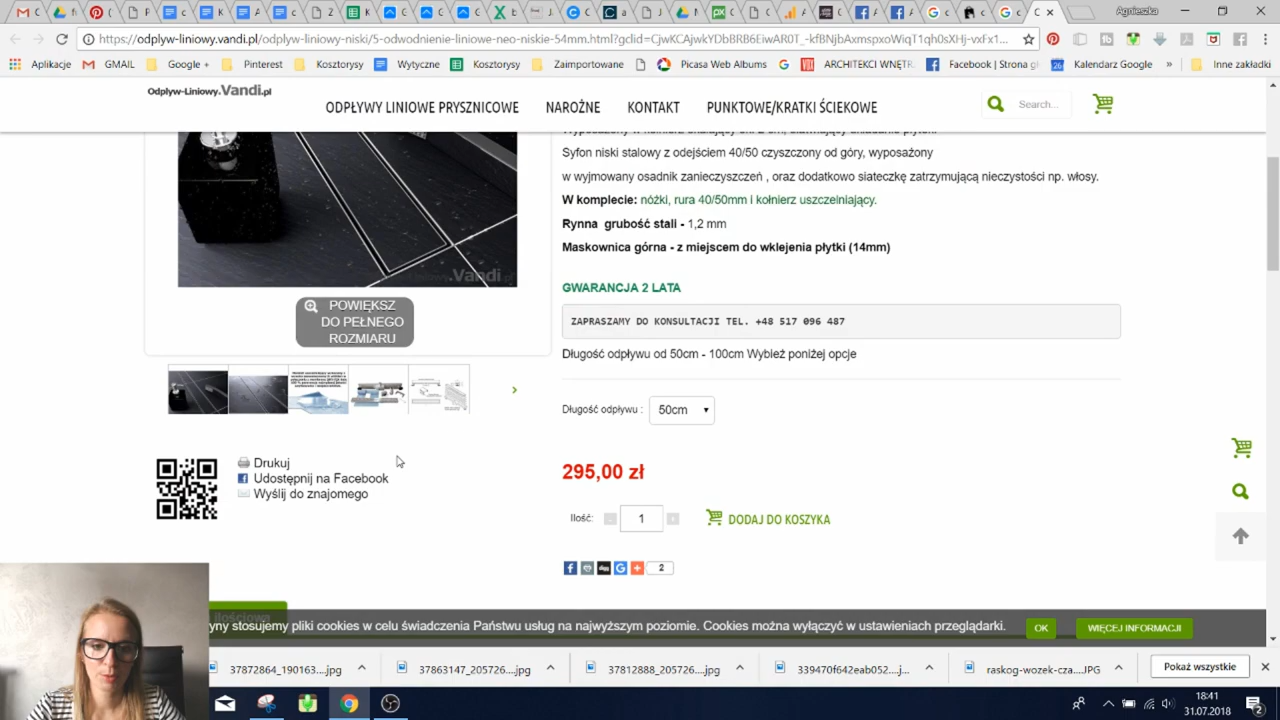 Agnieszka
https://odplyw-liniowy.vandi.pl/odplyw-liniowy-niski/5-odwodnienie-liniowe-neo-niskie-54mm.html?gclid=
Aplikacje GMAIL Google + Pinterest Kosztorysy Wytyczne Kosztorysy Zaimportowane Picasa Web Albums ARCHITEKCI WNĘTR Facebook | Strona gł Kalendarz Google » Inne zakładki
Odplyw-Liniowy.Vandi.pl
ODPŁYWY LINIOWE PRYSZNICOWE NAROŻNE KONTAKT PUNKTOWE/KRATKI ŚCIEKOWE Search...
Syfon niski stalowy z odejściem 40/50 czyszczony od góry, wyposażony
w wyjmowany osadnik zanieczyszczeń , oraz dodatkowo siateczkę zatrzymującą nieczystości np. włosy.
W komplecie: nóżki, rura 40/50mm i kołnierz uszczelniający.
Rynna grubość stali - 1,2 mm
Maskownica górna - z miejscem do wklejenia płytki (14mm)
Vandi.pl
GWARANCJA 2 LATA
POWIĘKSZ
DO PEŁNEGO
ROZMIARU
ZAPRASZAMY DO KONSULTACJI TEL. +48 517 096 487
Długość odpływu od 50cm - 100cm Wybież poniżej opcje
Długość odpływu : 50cm
Drukuj
Udostępnij na Facebook
Wyślij do znajomego
295,00 zł
Ilość: - 1 + DODAJ DO KOSZYKA
2
stosujemy pliki cookies w celu świadczenia Państwu usług na najwyższym poziomie. Cookies można wyłączyć w ustawieniach przeglądarki. OK WIĘCEJ INFORMACJI
37872864_190163....jpg 37863147_205726....jpg 37812888_205726....jpg 339470f642eab052....j... raskog-wozek-cza....JPG Pokaż wszystkie
18:41
31.07.2018
2